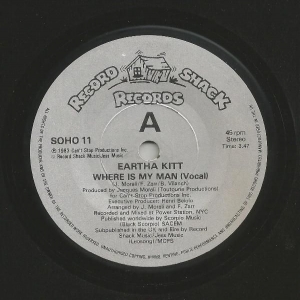 RECORD SHACK
RECORDS
A
SOHO 11
45 rpm
Time: 3.47
℗ 1983 Can't Stop Productions Inc.
© Record Shack Music/Jess Music
EARTHA KITT
WHERE IS MY MAN (Vocal)
(J. Morali/F. Zarr/B. Vilanch)
Produced by Jacques Morali
for Can't Stop Productions Inc.
Executive Producer: Henri Belolo
Arranged by J. Morali and F. Zarr
Recorded and Mixed at Power Station, NYC
Published worldwide by Scorpio Music
(Black Scorpio) SACEM
Subpublished in the UK and Eire by Record
Shack Music/Jess Music
(Leosong)/MCPS